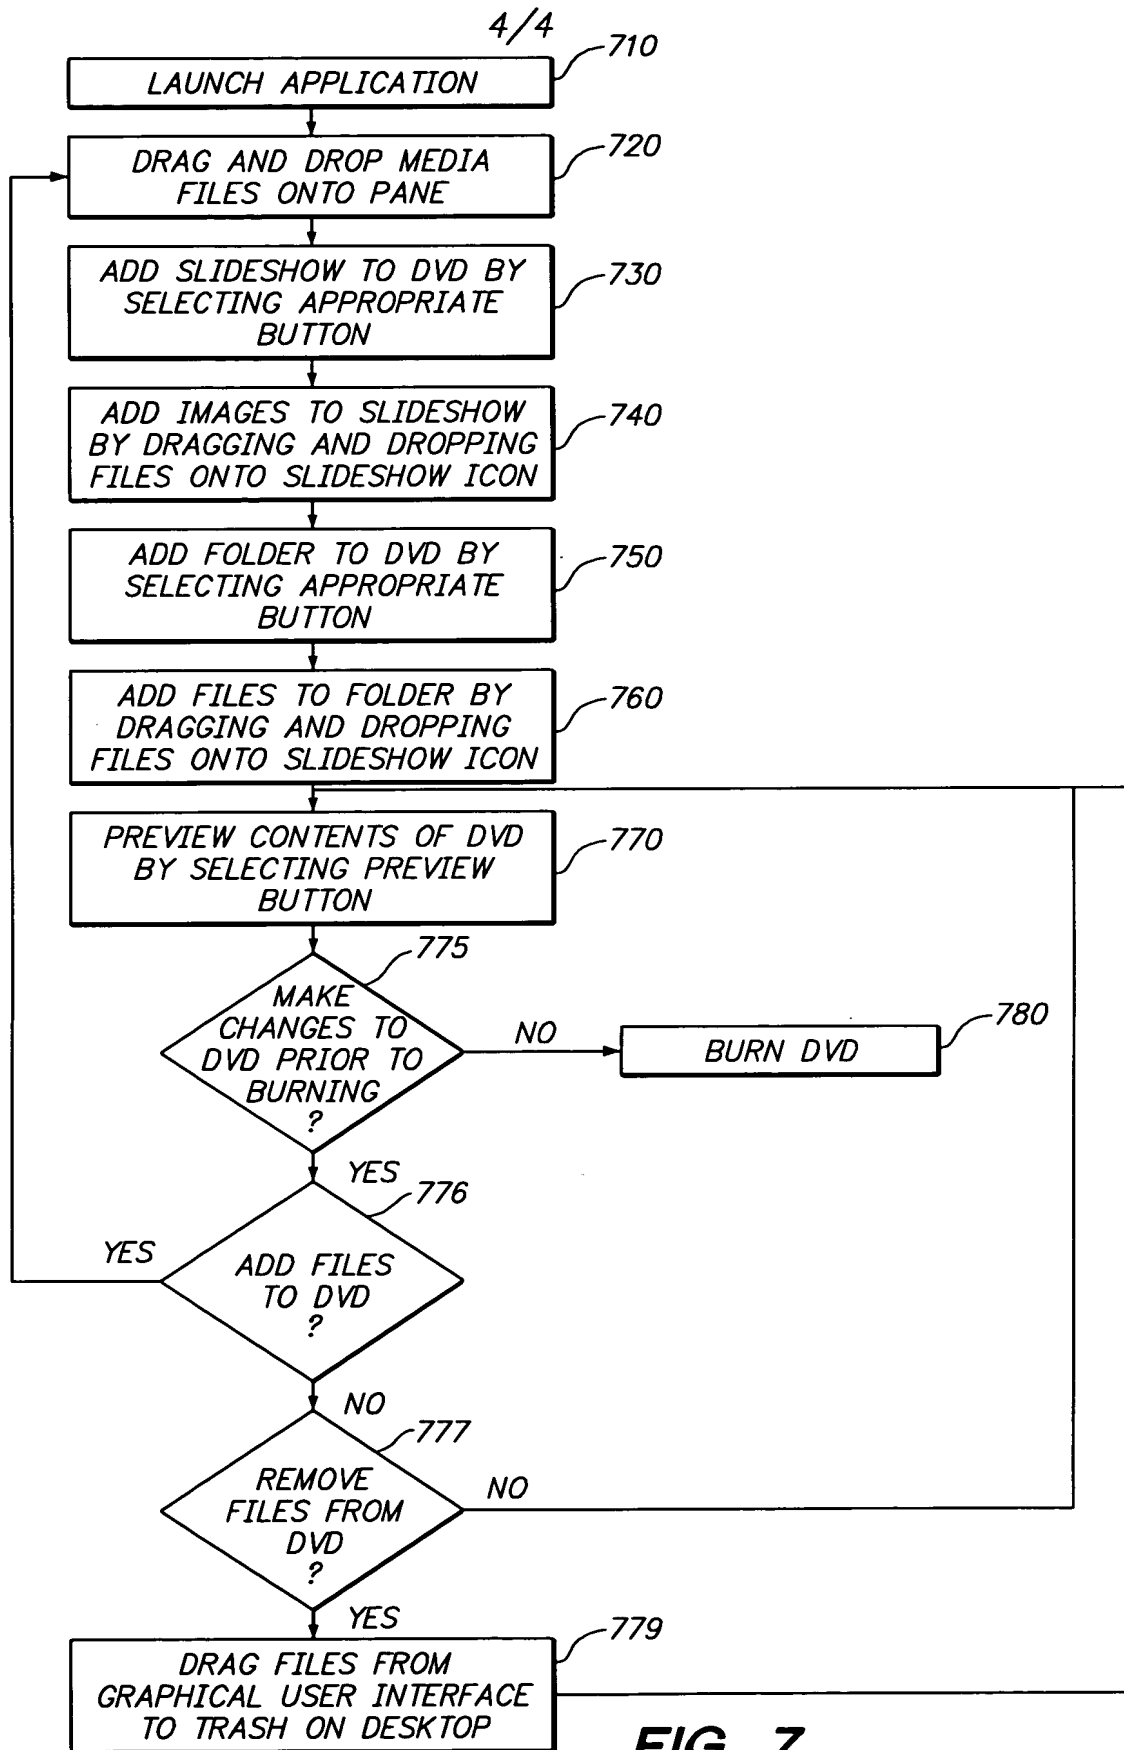 4/4
710
LAUNCH APPLICATION
720
DRAG AND DROP MEDIA
FILES ONTO PANE
730
ADD SLIDESHOW TO DVD BY
SELECTING APPROPRIATE
BUTTON
740
ADD IMAGES TO SLIDESHOW
BY DRAGGING AND DROPPING
FILES ONTO SLIDESHOW ICON
750
ADD FOLDER TO DVD BY
SELECTING APPROPRIATE
BUTTON
760
ADD FILES TO FOLDER BY
DRAGGING AND DROPPING
FILES ONTO SLIDESHOW ICON
770
PREVIEW CONTENTS OF DVD
BY SELECTING PREVIEW
BUTTON
775
MAKE
CHANGES TO
DVD PRIOR TO
BURNING
?
NO
780
BURN DVD
YES
776
YES
ADD FILES
TO DVD
?
NO
777
REMOVE
FILES FROM
DVD
?
NO
YES
779
DRAG FILES FROM
GRAPHICAL USER INTERFACE
TO TRASH ON DESKTOP
FIG. 7